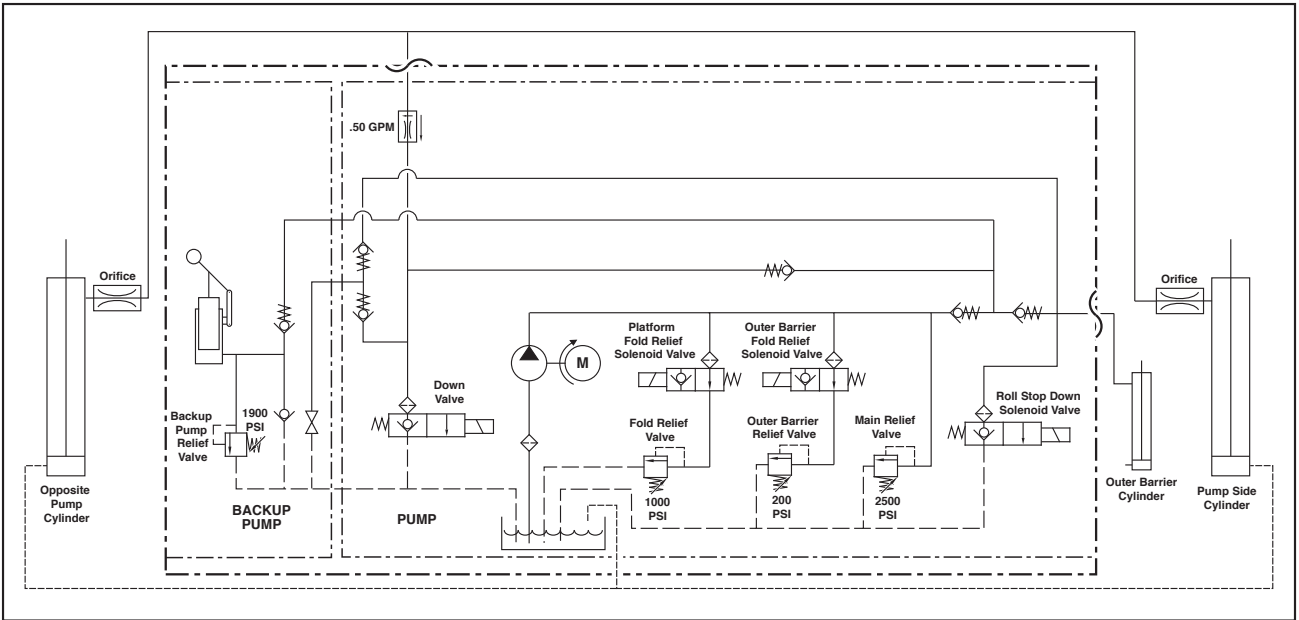 .50 GPM
Orifice
Orifice
Platform
Fold Relief
Solenoid Valve
Outer Barrier
Fold Relief
Solenoid Valve
M
Down
Valve
Roll Stop Down
Solenoid Valve
Backup
Pump
Relief
Valve
1900
PSI
Fold Relief
Valve
Outer Barrier
Relief Valve
Main Relief
Valve
1000
PSI
200
PSI
2500
PSI
Opposite
Pump
Cylinder
BACKUP
PUMP
PUMP
Outer Barrier
Cylinder
Pump Side
Cylinder